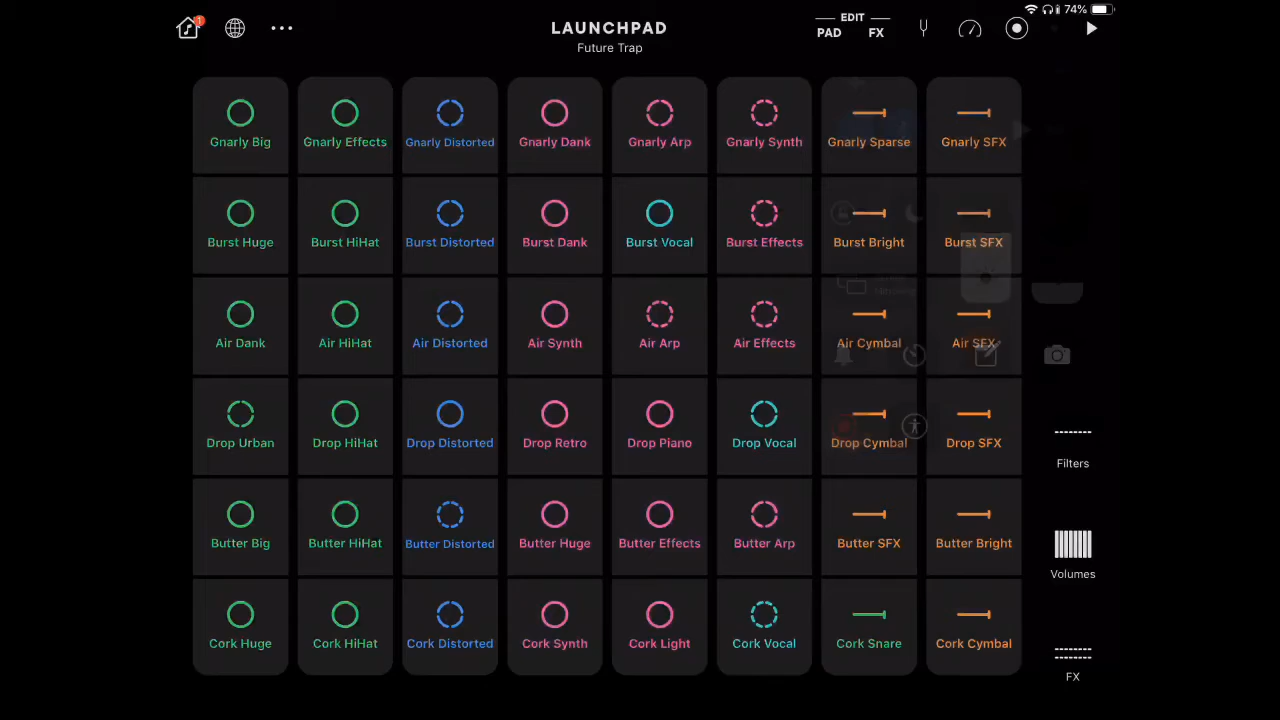 74%
1
LAUNCHPAD
Future Trap
EDIT
PAD FX
Gnarly Big Gnarly Effects Gnarly Distorted Gnarly Dank Gnarly Arp Gnarly Synth Gnarly Sparse Gnarly SFX
Burst Huge Burst HiHat Burst Distorted Burst Dank Burst Vocal Burst Effects Burst Bright Burst SFX
Air Dank Air HiHat Air Distorted Air Synth Air Arp Air Effects Air Cymbal Air SFX
Drop Urban Drop HiHat Drop Distorted Drop Retro Drop Piano Drop Vocal Drop Cymbal Drop SFX
Filters
Butter Big Butter HiHat Butter Distorted Butter Huge Butter Effects Butter Arp Butter SFX Butter Bright
Volumes
Cork Huge Cork HiHat Cork Distorted Cork Synth Cork Light Cork Vocal Cork Snare Cork Cymbal
FX